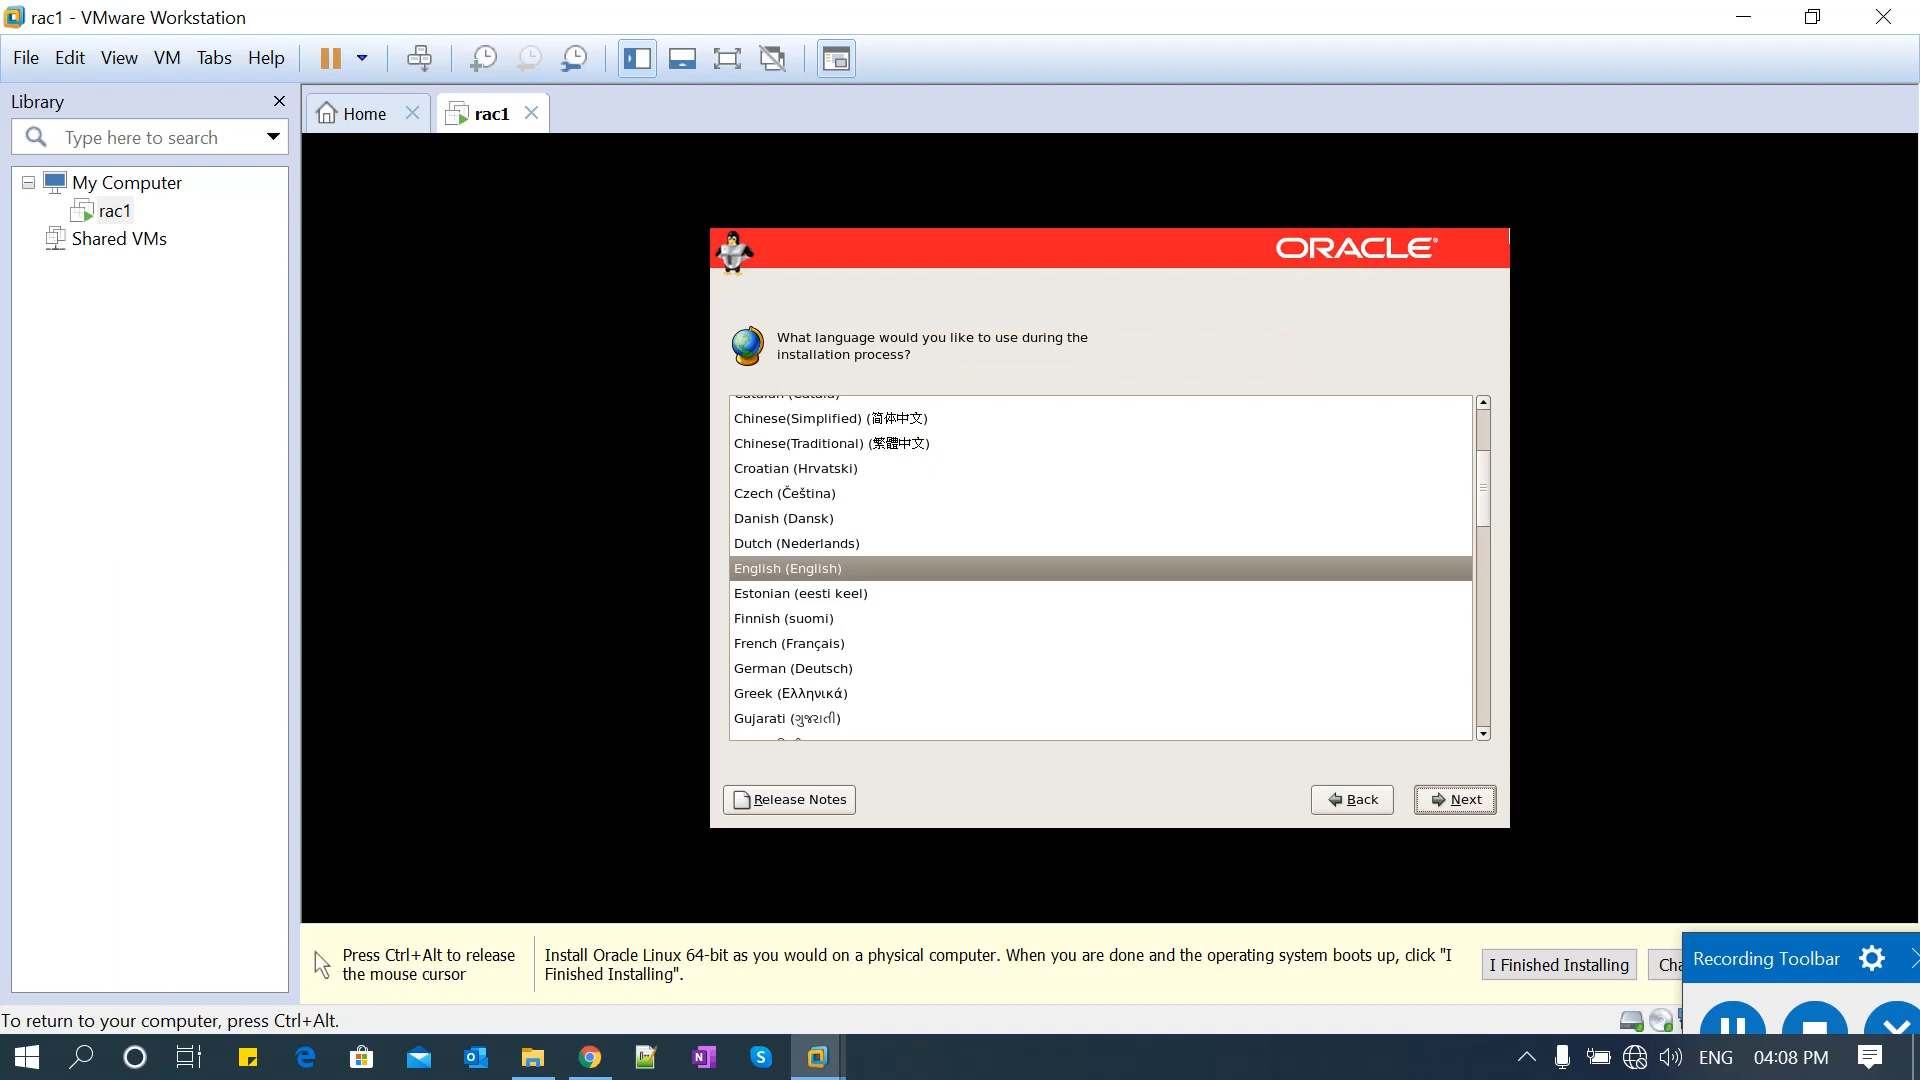 rac1 - VMware Workstation
File Edit View VM Tabs Help
Library
Home
rac1
Type here to search
My Computer
rac1
Shared VMs
ORACLE
What language would you like to use during the
installation process?
Catalan (Català)
Chinese(Simplified) (简体中文)
Chinese(Traditional) (繁體中文)
Croatian (Hrvatski)
Czech (Čeština)
Danish (Dansk)
Dutch (Nederlands)
English (English)
Estonian (eesti keel)
Finnish (suomi)
French (Français)
German (Deutsch)
Greek (Ελληνικά)
Gujarati (ગુજરાતી)
Release Notes
Back
Next
Press Ctrl+Alt to release
the mouse cursor
Install Oracle Linux 64-bit as you would on a physical computer. When you are done and the operating system boots up, click "I
Finished Installing".
I Finished Installing
Cha
Recording Toolbar
To return to your computer, press Ctrl+Alt.
ENG
04:08 PM